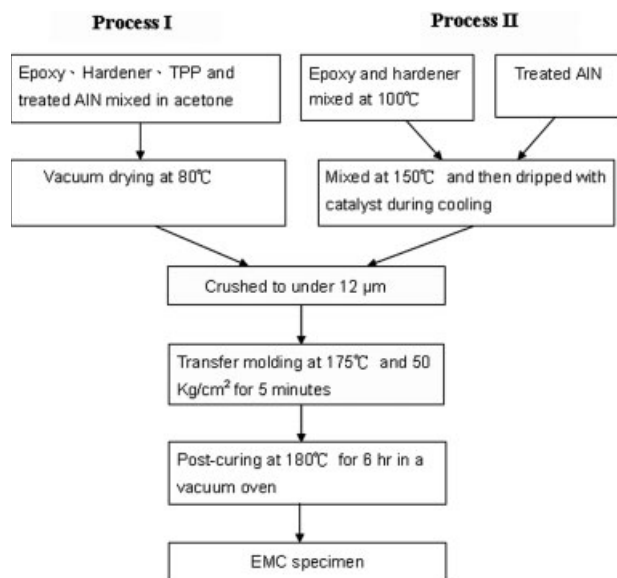 Process I
Process II
Epoxy、Hardener、TPP and
treated AlN mixed in acetone
Epoxy and hardener
mixed at 100℃
Treated AlN
Vacuum drying at 80℃
Mixed at 150℃ and then dripped with
catalyst during cooling
Crushed to under 12 μm
Transfer molding at 175℃ and 50
Kg/cm² for 5 minutes
Post-curing at 180℃ for 6 hr in a
vacuum oven
EMC specimen